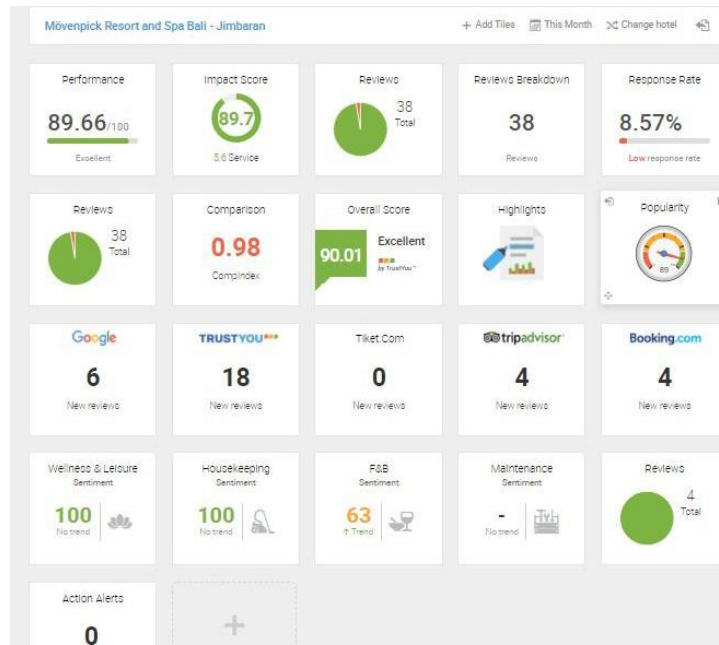 Mövenpick Resort and Spa Bali - Jimbaran
+ Add Tiles
This Month
Change hotel
Performance
89.66/100
Excellent
Impact Score
89.7
5.6 Service
Reviews
38
Total
Reviews Breakdown
38
Reviews
Response Rate
8.57%
Low response rate
Reviews
38
Total
Comparison
0.98
CompIndex
Overall Score
90.01
Excellent
by TrustYou™
Highlights
Popularity
89
Google
6
New reviews
TRUSTYOU
18
New reviews
Tiket.Com
0
New reviews
tripadvisor
4
New reviews
Booking.com
4
New reviews
Wellness & Leisure
Sentiment
100
No trend
Housekeeping
Sentiment
100
No trend
F&B
Sentiment
63
↑ Trend
Maintenance
Sentiment
-
No trend
Reviews
4
Total
Action Alerts
0
+